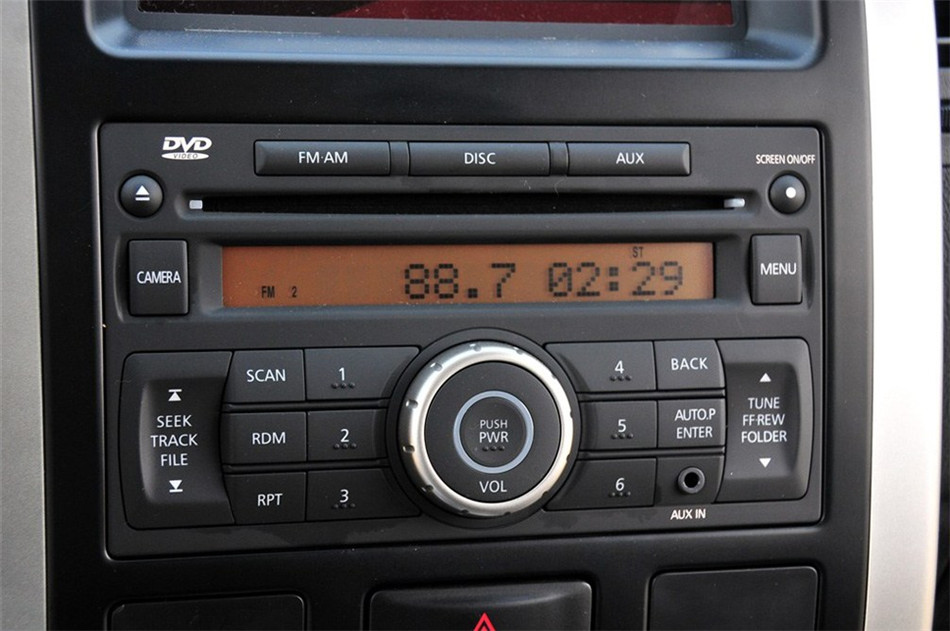 DVD
VIDEO
FM·AM
DISC
AUX
SCREEN ON/OFF
CAMERA
ST
FM 2 88.7 02:29
MENU
SEEK
TRACK
FILE
SCAN
RDM
RPT
1
2
3
PUSH
PWR
VOL
4
5
6
BACK
AUTO.P
ENTER
AUX IN
TUNE
FF·REW
FOLDER